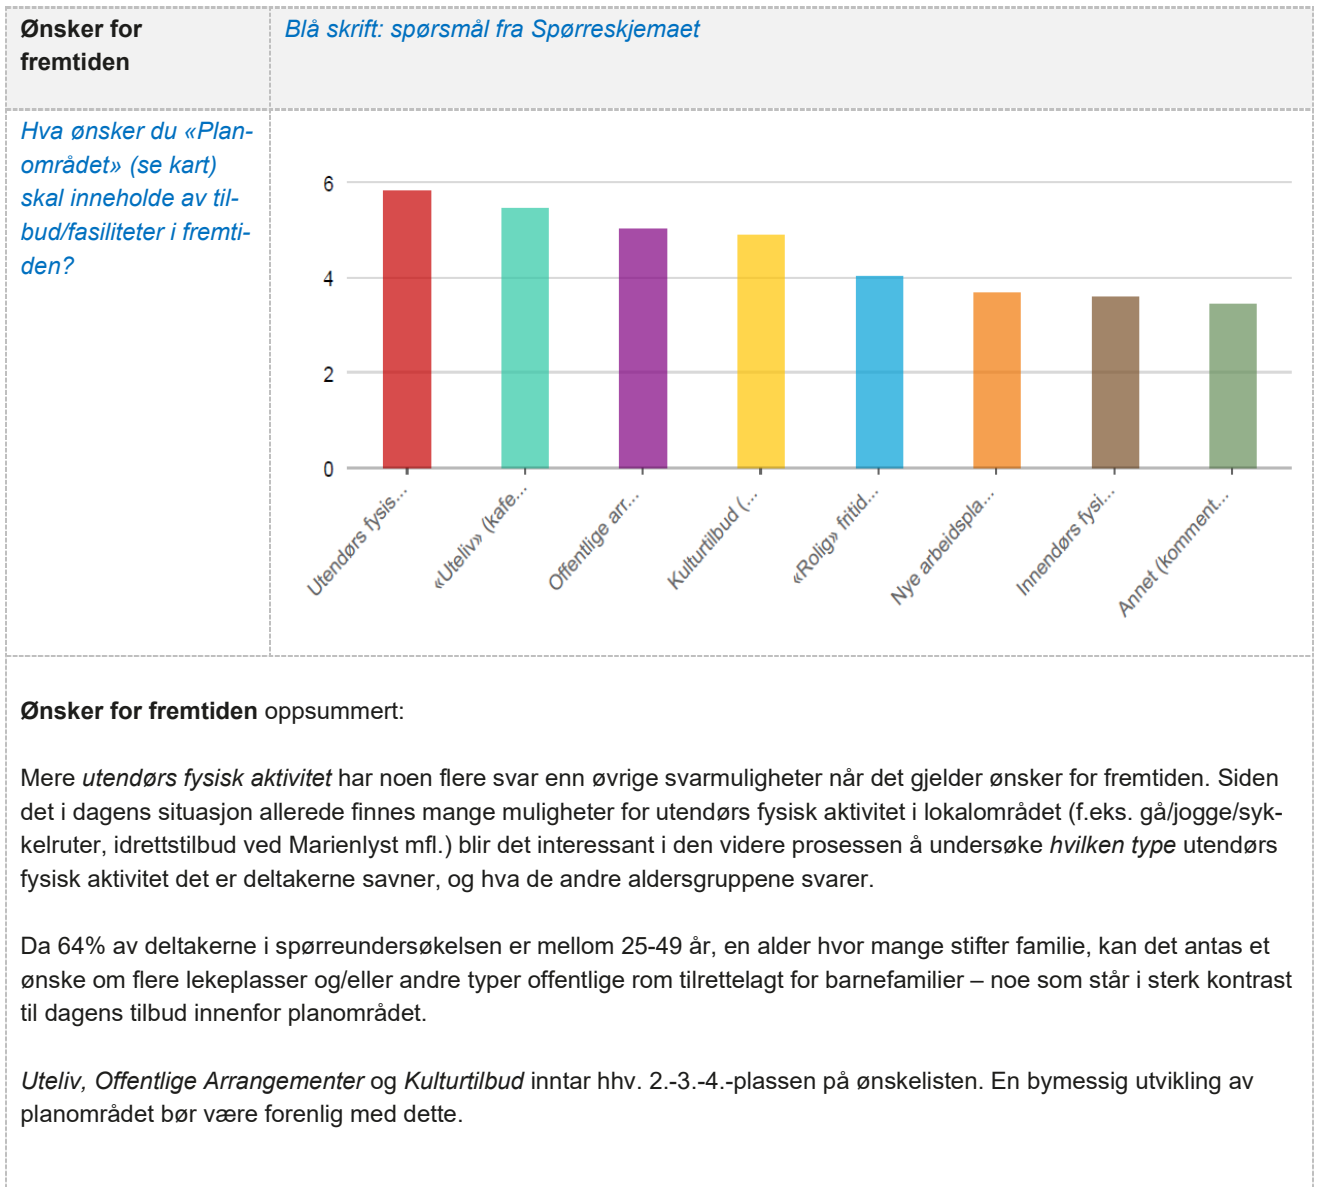 Ønsker for
fremtiden
Blå skrift: spørsmål fra Spørreskjemaet
Hva ønsker du «Plan-
området» (se kart)
skal inneholde av til-
bud/fasiliteter i fremti-
den?
6
4
2
0
Utendørs fysis...
«Uteliv» (kafe...
Offentlige arr...
Kulturtilbud (...
«Rolig» fritid...
Nye arbeidspla...
Innendørs fysi...
Annet (komment...
Ønsker for fremtiden oppsummert:
Mere utendørs fysisk aktivitet har noen flere svar enn øvrige svarmuligheter når det gjelder ønsker for fremtiden. Siden
det i dagens situasjon allerede finnes mange muligheter for utendørs fysisk aktivitet i lokalområdet (f.eks. gå/jogge/syk-
kelruter, idrettstilbud ved Marienlyst mfl.) blir det interessant i den videre prosessen å undersøke hvilken type utendørs
fysisk aktivitet det er deltakerne savner, og hva de andre aldersgruppene svarer.
Da 64% av deltakerne i spørreundersøkelsen er mellom 25-49 år, en alder hvor mange stifter familie, kan det antas et
ønske om flere lekeplasser og/eller andre typer offentlige rom tilrettelagt for barnefamilier – noe som står i sterk kontrast
til dagens tilbud innenfor planområdet.
Uteliv, Offentlige Arrangementer og Kulturtilbud inntar hhv. 2.-3.-4.-plassen på ønskelisten. En bymessig utvikling av
planområdet bør være forenlig med dette.